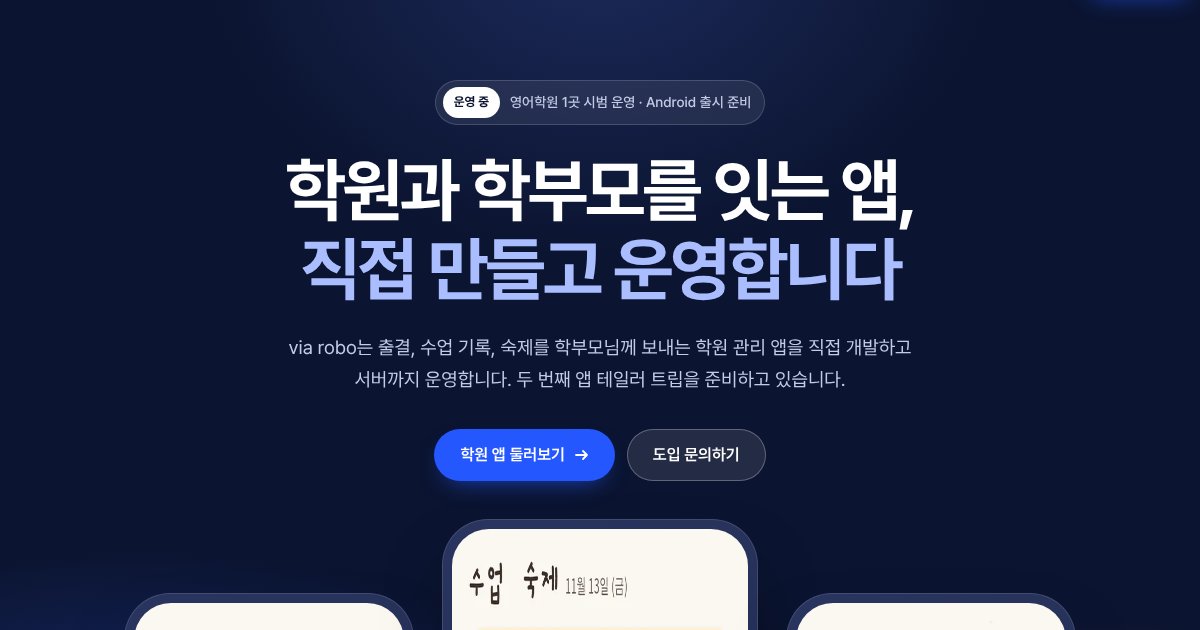 운영 중 영어학원 1곳 시범 운영 · Android 출시 준비
학원과 학부모를 잇는 앱,
직접 만들고 운영합니다
via robo는 출결, 수업 기록, 숙제를 학부모님께 보내는 학원 관리 앱을 직접 개발하고
서버까지 운영합니다. 두 번째 앱 테일러 트립을 준비하고 있습니다.
학원 앱 둘러보기 → 도입 문의하기
수업 숙제 11월 13일 (금)